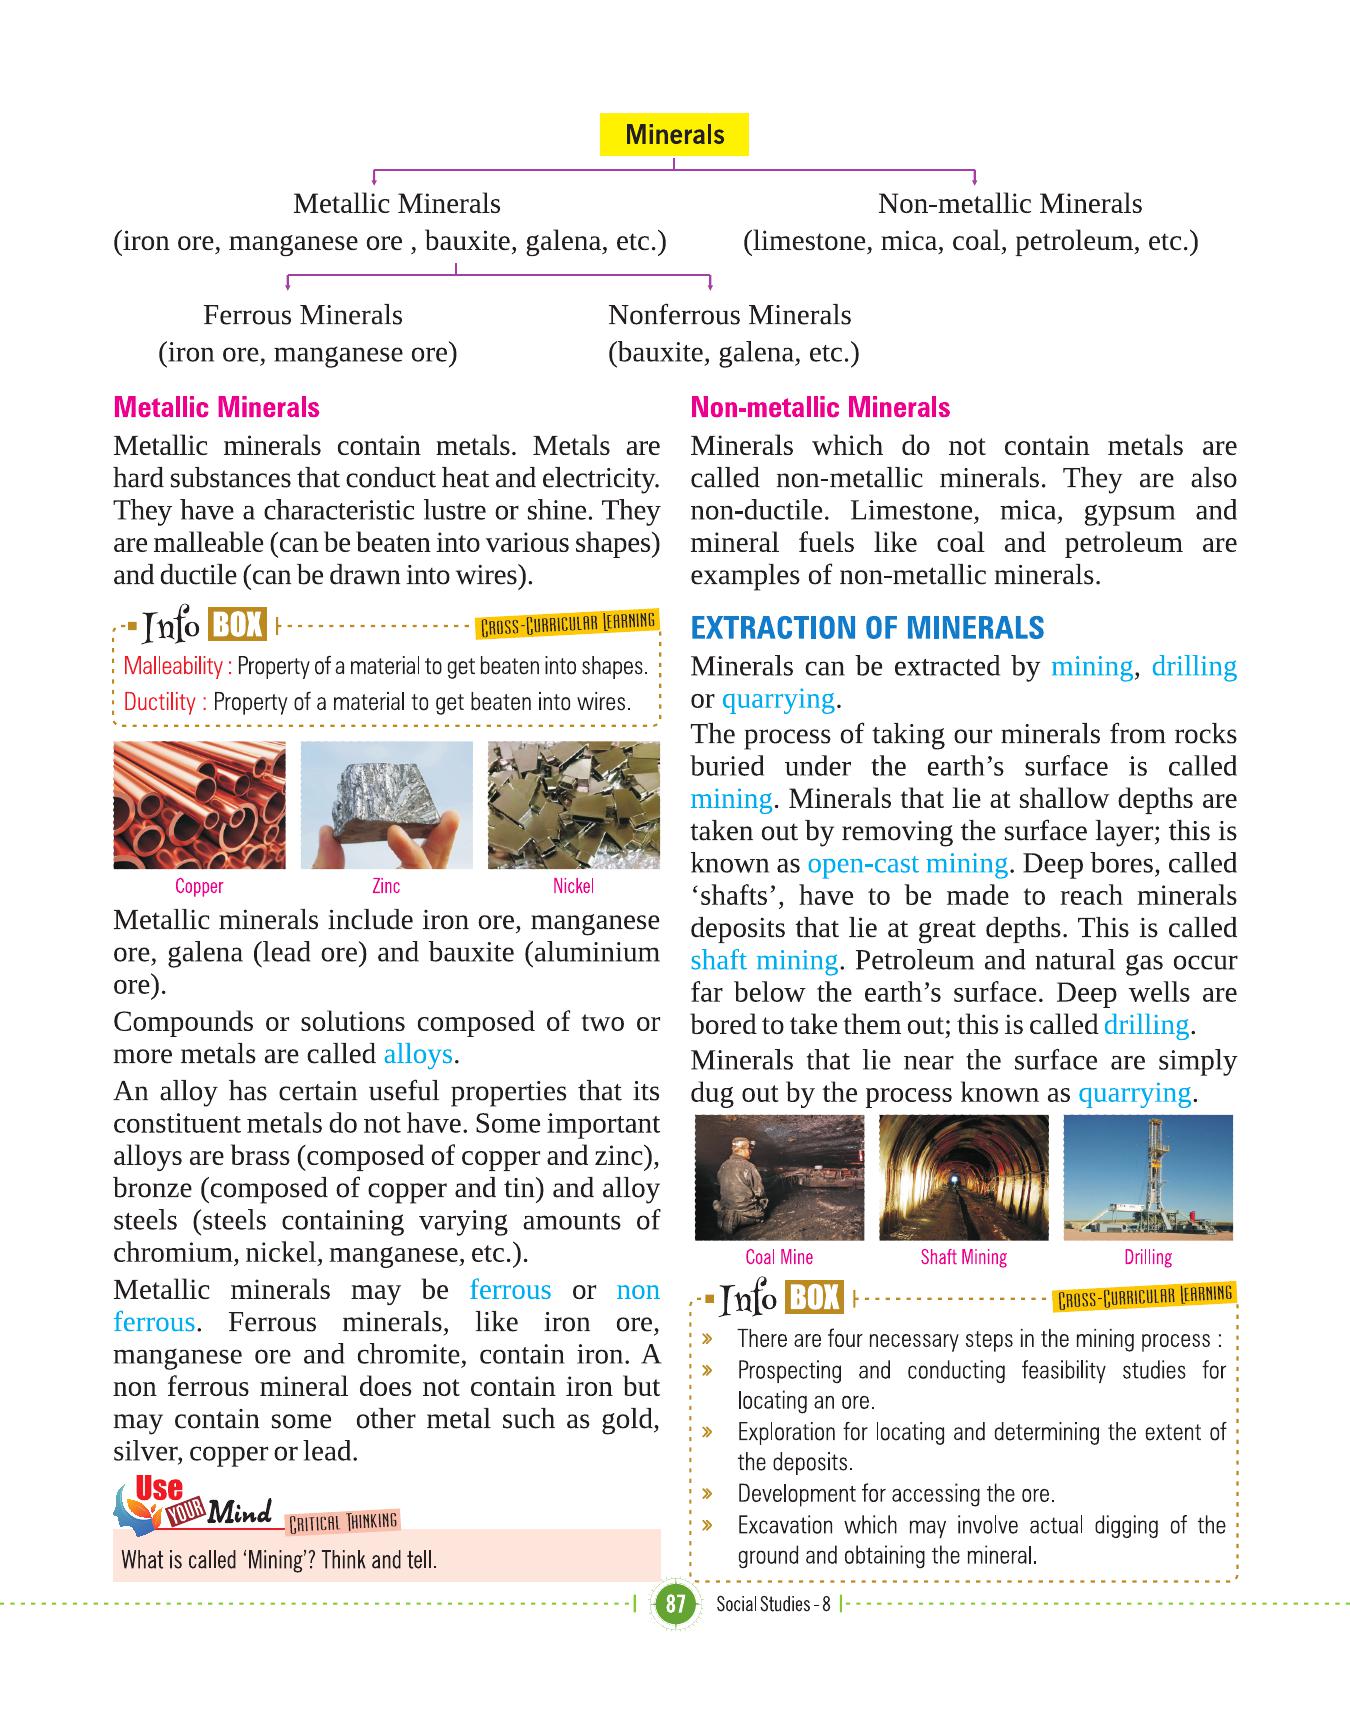 Minerals
Metallic Minerals
(iron ore, manganese ore , bauxite, galena, etc.)
Non-metallic Minerals
(limestone, mica, coal, petroleum, etc.)
Ferrous Minerals
(iron ore, manganese ore)
Nonferrous Minerals
(bauxite, galena, etc.)
Metallic Minerals
Metallic minerals contain metals. Metals are
hard substances that conduct heat and electricity.
They have a characteristic lustre or shine. They
are malleable (can be beaten into various shapes)
and ductile (can be drawn into wires).
Info BOX
CROSS-CURRICULAR LEARNING
Malleability : Property of a material to get beaten into shapes.
Ductility : Property of a material to get beaten into wires.
Copper
Zinc
Nickel
Metallic minerals include iron ore, manganese
ore, galena (lead ore) and bauxite (aluminium
ore).
Compounds or solutions composed of two or
more metals are called alloys.
An alloy has certain useful properties that its
constituent metals do not have. Some important
alloys are brass (composed of copper and zinc),
bronze (composed of copper and tin) and alloy
steels (steels containing varying amounts of
chromium, nickel, manganese, etc.).
Metallic minerals may be ferrous or non
ferrous. Ferrous minerals, like iron ore,
manganese ore and chromite, contain iron. A
non ferrous mineral does not contain iron but
may contain some other metal such as gold,
silver, copper or lead.
Use YOUR Mind
CRITICAL THINKING
What is called ‘Mining’? Think and tell.
Non-metallic Minerals
Minerals which do not contain metals are
called non-metallic minerals. They are also
non-ductile. Limestone, mica, gypsum and
mineral fuels like coal and petroleum are
examples of non-metallic minerals.
EXTRACTION OF MINERALS
Minerals can be extracted by mining, drilling
or quarrying.
The process of taking our minerals from rocks
buried under the earth’s surface is called
mining. Minerals that lie at shallow depths are
taken out by removing the surface layer; this is
known as open-cast mining. Deep bores, called
‘shafts’, have to be made to reach minerals
deposits that lie at great depths. This is called
shaft mining. Petroleum and natural gas occur
far below the earth’s surface. Deep wells are
bored to take them out; this is called drilling.
Minerals that lie near the surface are simply
dug out by the process known as quarrying.
Coal Mine
Shaft Mining
Drilling
Info BOX
CROSS-CURRICULAR LEARNING
» There are four necessary steps in the mining process :
» Prospecting and conducting feasibility studies for
locating an ore.
» Exploration for locating and determining the extent of
the deposits.
» Development for accessing the ore.
» Excavation which may involve actual digging of the
ground and obtaining the mineral.
87
Social Studies - 8